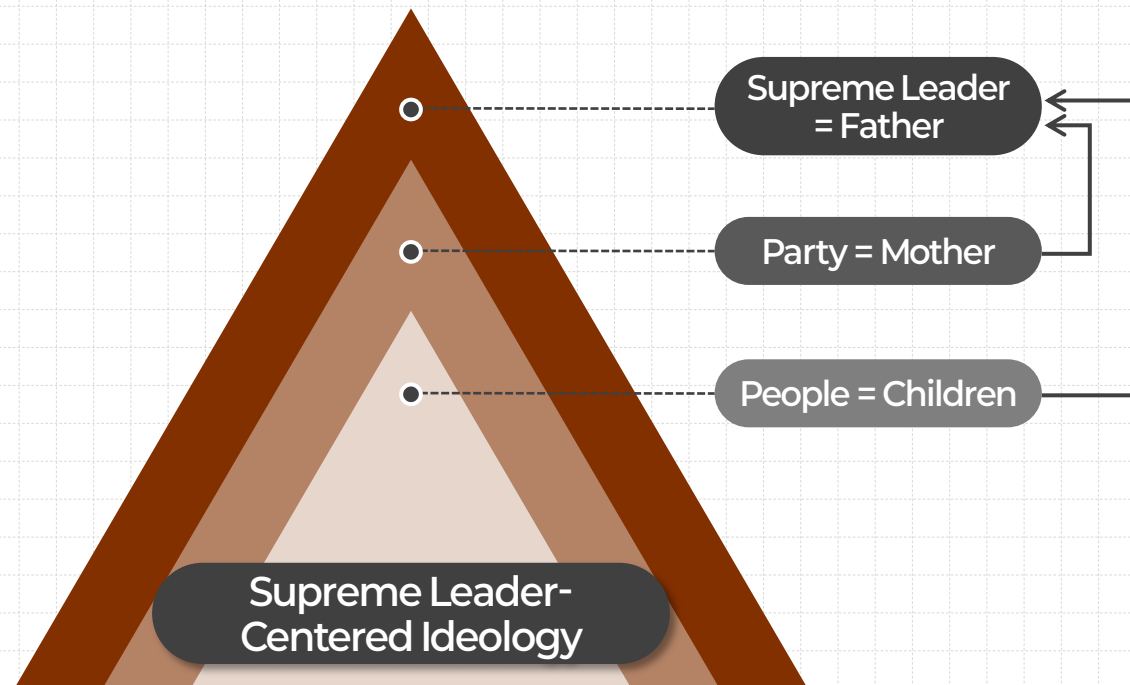 Supreme Leader
= Father
Party = Mother
People = Children
Supreme Leader-
Centered Ideology